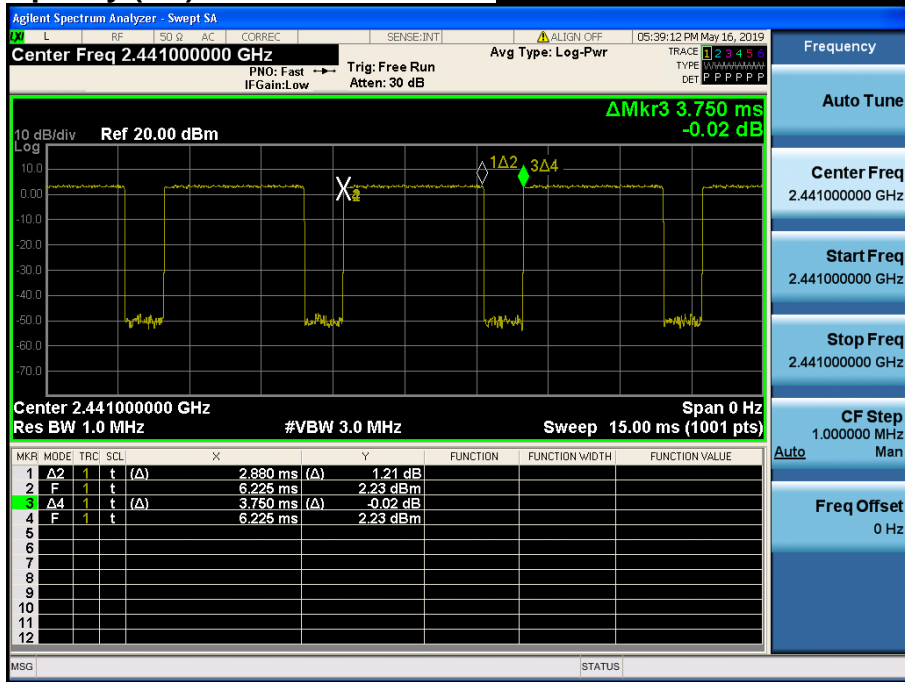 Agilent Spectrum Analyzer - Swept SA
LXI L RF 50 Ω AC CORREC SENSE:INT ALIGN OFF 05:39:12 PM May 16, 2019
Center Freq 2.441000000 GHz
PNO: Fast
IFGain:Low
Trig: Free Run
Atten: 30 dB
Avg Type: Log-Pwr
TRACE 1 2 3 4 5 6
TYPE
DET P P P P P P
ΔMkr3 3.750 ms
-0.02 dB
10 dB/div Ref 20.00 dBm
Log
10.0
0.00
-10.0
-20.0
-30.0
-40.0
-50.0
-60.0
-70.0
1Δ2
3Δ4
X
Center 2.441000000 GHz Span 0 Hz
Res BW 1.0 MHz #VBW 3.0 MHz Sweep 15.00 ms (1001 pts)
MKR MODE TRC SCL X Y FUNCTION FUNCTION WIDTH FUNCTION VALUE
1 Δ2 1 t (Δ) 2.880 ms (Δ) 1.21 dB
2 F 1 t 6.225 ms 2.23 dBm
3 Δ4 1 t (Δ) 3.750 ms (Δ) -0.02 dB
4 F 1 t 6.225 ms 2.23 dBm
5
6
7
8
9
10
11
12
MSG STATUS
Frequency
Auto Tune
Center Freq
2.441000000 GHz
Start Freq
2.441000000 GHz
Stop Freq
2.441000000 GHz
CF Step
1.000000 MHz
Auto Man
Freq Offset
0 Hz